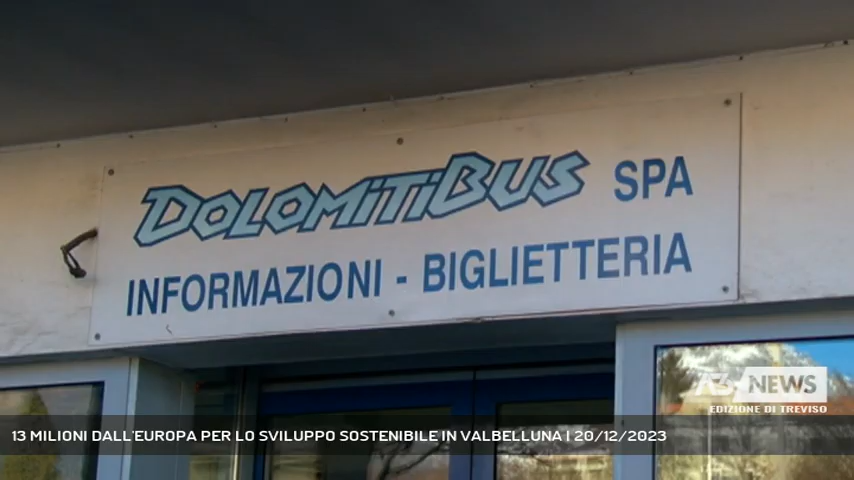 DOLOMITIBUS SPA
INFORMAZIONI - BIGLIETTERIA
A3 NEWS
EDIZIONE DI TREVISO
13 MILIONI DALL'EUROPA PER LO SVILUPPO SOSTENIBILE IN VALBELLUNA | 20/12/2023